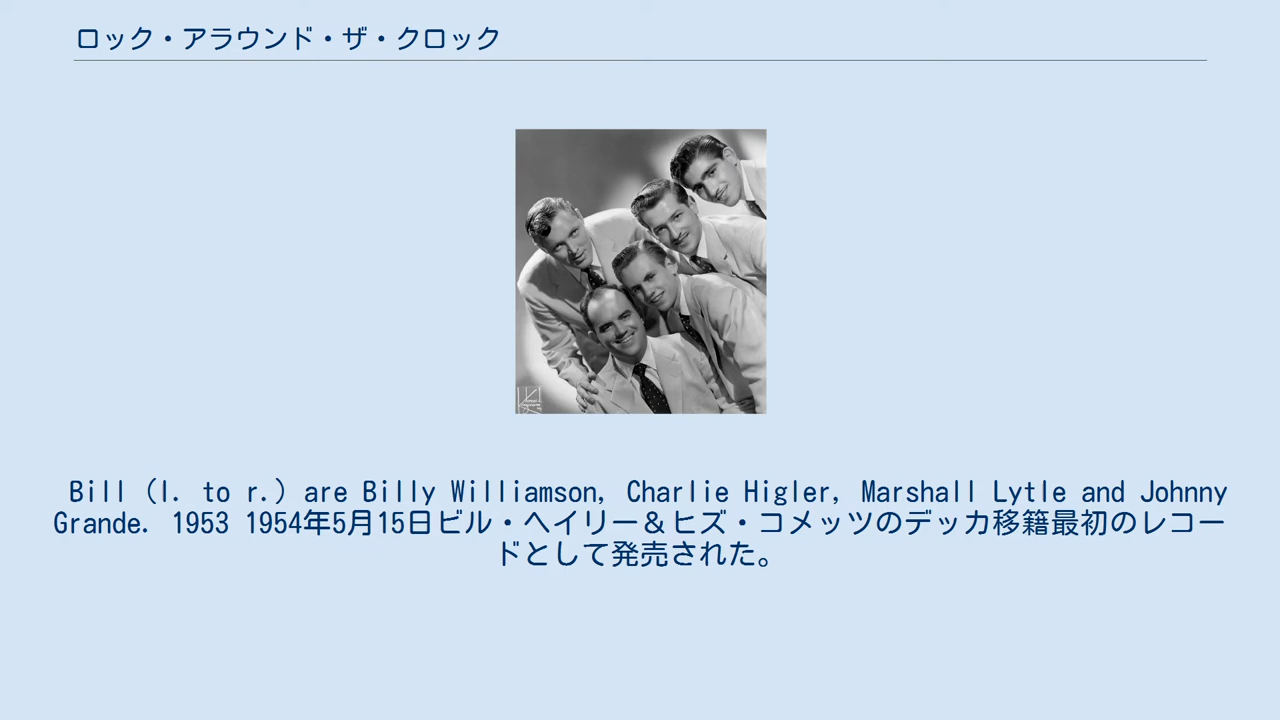 ロック・アラウンド・ザ・クロック
Bill (l. to r.) are Billy Williamson, Charlie Higler, Marshall Lytle and Johnny
Grande. 1953 1954年5月15日ビル・ヘイリー＆ヒズ・コメッツのデッカ移籍最初のレコー
ドとして発売された。